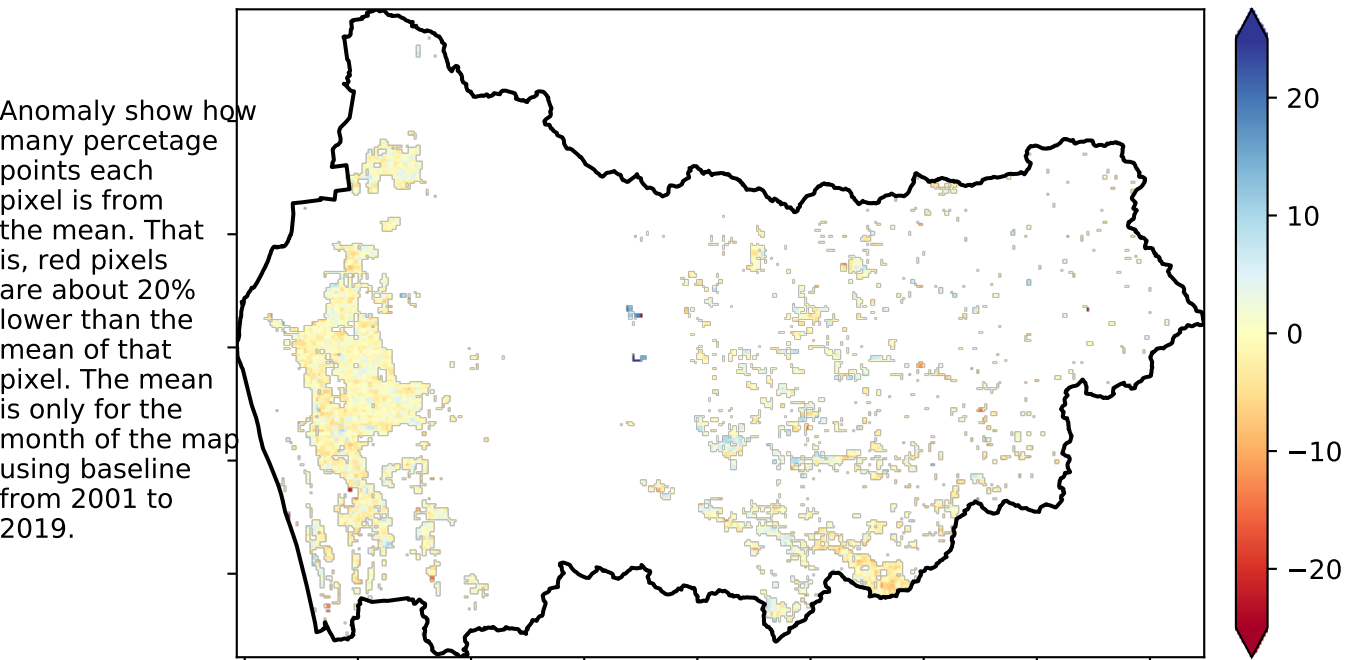 Anomaly show how
many percetage
points each
pixel is from
the mean. That
is, red pixels
are about 20%
lower than the
mean of that
pixel. The mean
is only for the
month of the map
using baseline
from 2001 to
2019.
20
10
0
−10
−20